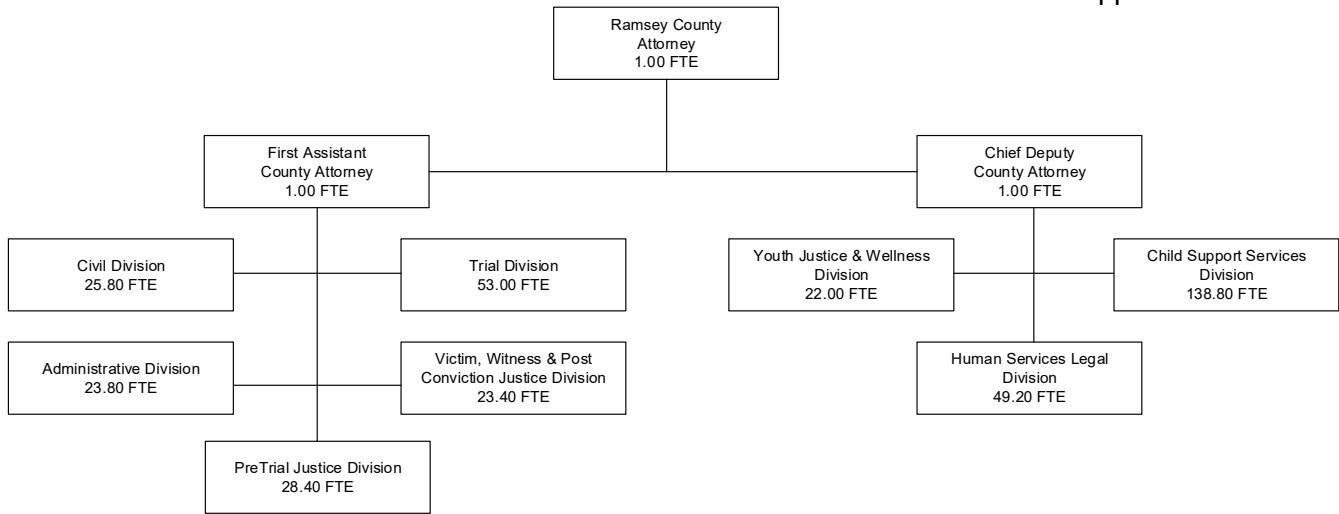 Ramsey County
Attorney
1.00 FTE
First Assistant
County Attorney
1.00 FTE
Chief Deputy
County Attorney
1.00 FTE
Civil Division
25.80 FTE
Trial Division
53.00 FTE
Youth Justice & Wellness
Division
22.00 FTE
Child Support Services
Division
138.80 FTE
Administrative Division
23.80 FTE
Victim, Witness & Post
Conviction Justice Division
23.40 FTE
Human Services Legal
Division
49.20 FTE
PreTrial Justice Division
28.40 FTE